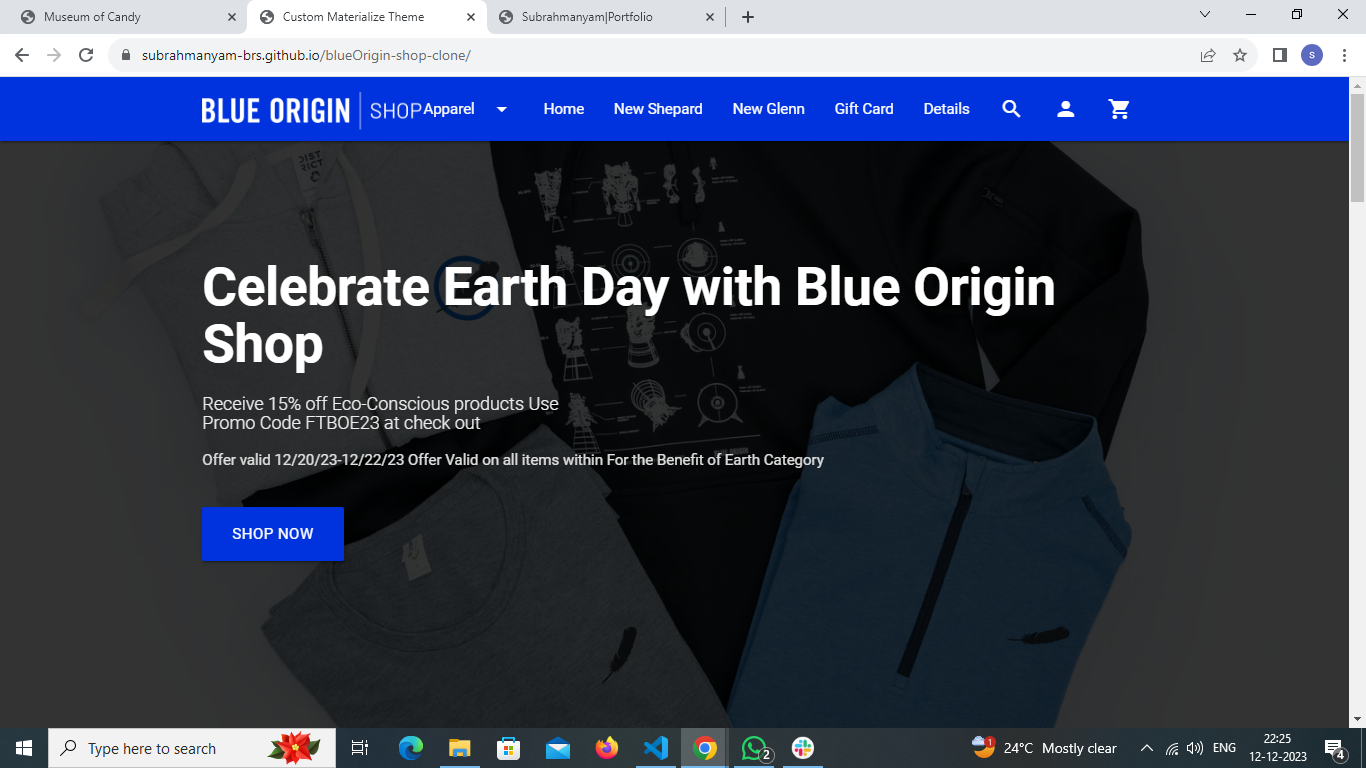 Museum of Candy
Custom Materialize Theme
Subrahmanyam|Portfolio
subrahmanyam-brs.github.io/blueOrigin-shop-clone/
S
BLUE ORIGIN | SHOP
Apparel
Home
New Shepard
New Glenn
Gift Card
Details
DIST
RICT
Celebrate Earth Day with Blue Origin
Shop
Receive 15% off Eco-Conscious products Use
Promo Code FTBOE23 at check out
Offer valid 12/20/23-12/22/23 Offer Valid on all items within For the Benefit of Earth Category
SHOP NOW
Type here to search
2
1
24°C Mostly clear
ENG
22:25
12-12-2023
4